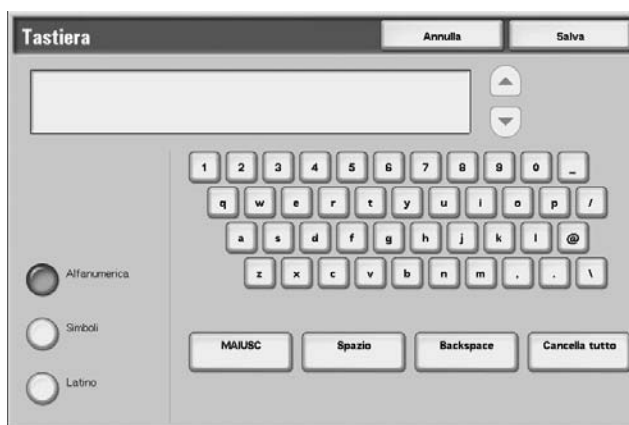 Tastiera Annulla Salva
1 2 3 4 5 6 7 8 9 0 _
q w e r t y u i o p /
a s d f g h j k l @
z x c v b n m , . \
Alfanumerica
Simboli
MAIUSC Spazio Backspace Cancella tutto
Latino